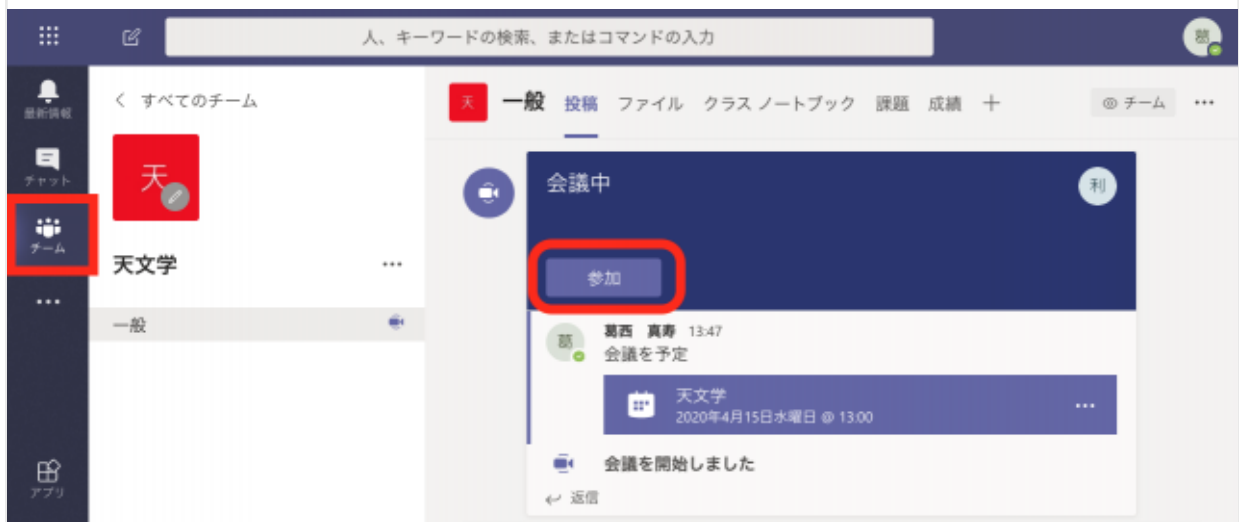 人、キーワードの検索、またはコマンドの入力
葛
最新情報
チャット
チーム
アプリ
すべてのチーム
天
天文学
一般
天 一般 投稿 ファイル クラス ノートブック 課題 成績
チーム
会議中
利
参加
葛
葛西 真寿 13:47
会議を予定
天文学
2020年4月15日水曜日 @ 13:00
会議を開始しました
返信